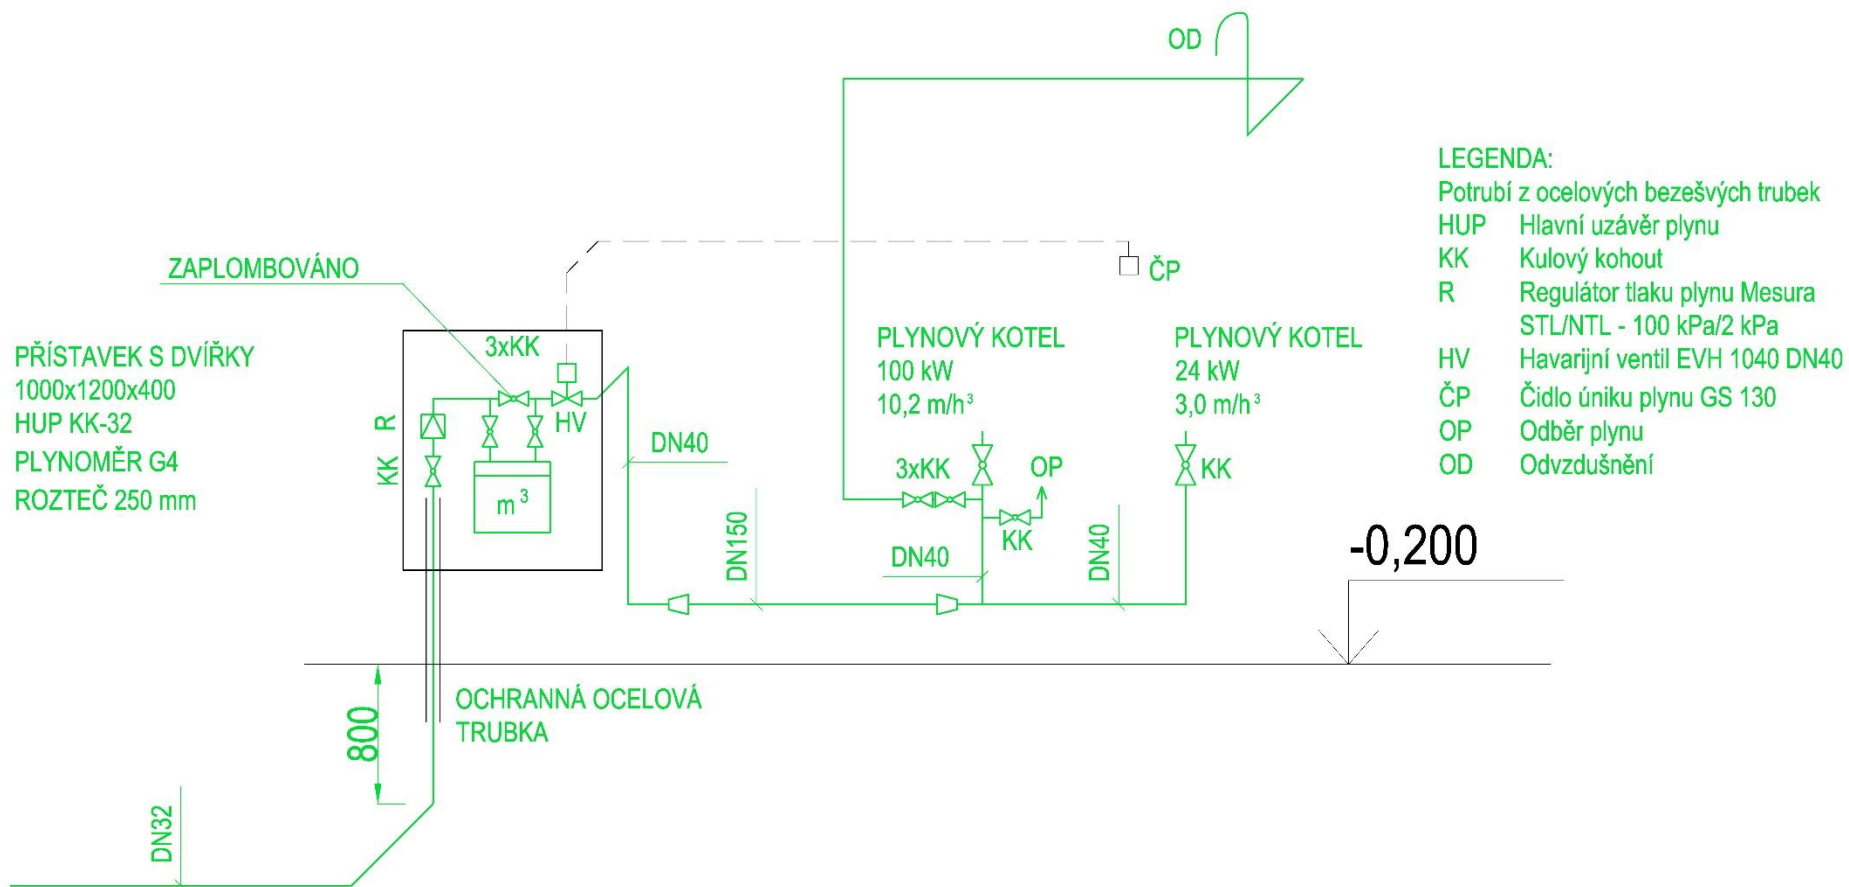 OD
LEGENDA:
Potrubí z ocelových bezešvých trubek
HUP Hlavní uzávěr plynu
KK Kulový kohout
R Regulátor tlaku plynu Mesura
STL/NTL - 100 kPa/2 kPa
HV Havarijní ventil EVH 1040 DN40
ČP Čidlo úniku plynu GS 130
OP Odběr plynu
OD Odvzdušnění
ZAPLOMBOVÁNO
ČP
PŘÍSTAVEK S DVÍŘKY
1000x1200x400
HUP KK-32
PLYNOMĚR G4
ROZTEČ 250 mm
3xKK
R
HV
KK
m³
DN40
PLYNOVÝ KOTEL
100 kW
10,2 m/h³
PLYNOVÝ KOTEL
24 kW
3,0 m/h³
3xKK
OP
KK
KK
DN150
DN40
DN40
-0,200
OCHRANNÁ OCELOVÁ
TRUBKA
800
DN32